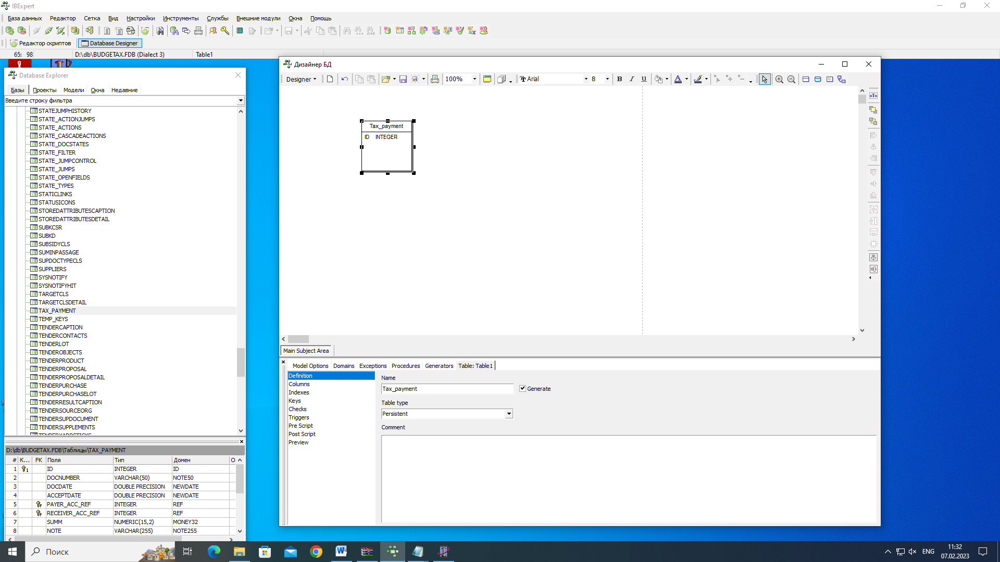 IBExpert
База данных Редактор Сетка Вид Настройки Инструменты Службы Внешние модули Окна Помощь
Редактор скриптов Database Designer
65: 98 D:\db\BUDGETAX.FDB (Dialect 3) Table1
Database Explorer
Базы Проекты Модели Окна Недавние
Введите строку фильтра
STATEJUMPHISTORY
STATE_ACTIONJUMPS
STATE_ACTIONS
STATE_CASCADEACTIONS
STATE_DOCSTATES
STATE_FILTER
STATE_JUMPCONTROL
STATE_JUMPS
STATE_OPENFIELDS
STATE_TYPES
STATICLINKS
STATUSICONS
STOREDATTRIBUTESCAPTION
STOREDATTRIBUTESDETAIL
SUBKCSR
SUBKD
SUBSIDYCLS
SUMINPASSAGE
SUPDOCTYPECLS
SUPPLIERS
SYSNOTIFY
SYSNOTIFYHIT
TARGETCLS
TARGETCLSDETAIL
TAX_PAYMENT
TEMP_KEYS
TENDERCAPTION
TENDERCONTACTS
TENDERLOT
TENDEROBJECTS
TENDERPRODUCT
TENDERPROPOSAL
TENDERPROPOSALDETAIL
TENDERPURCHASE
TENDERPURCHASELOT
TENDERRESULTCAPTION
TENDERSOURCEORG
TENDERSUPDOCUMENT
TENDERSUPPLEMENTS
TENDERYARDSTICKS
D:\db\BUDGETAX.FDB\Таблицы\TAX_PAYMENT
# К... FK Поля Тип Домен О
1 1 ID INTEGER ID
2 DOCNUMBER VARCHAR(50) NOTE50
3 DOCDATE DOUBLE PRECISION NEWDATE
4 ACCEPTDATE DOUBLE PRECISION NEWDATE
5 PAYER_ACC_REF INTEGER REF
6 RECEIVER_ACC_REF INTEGER REF
7 SUMM NUMERIC(15,2) MONEY32
8 NOTE VARCHAR(255) NOTE255
Дизайнер БД
Designer 100% Arial 8 B I U
Tax_payment
ID INTEGER
Main Subject Area
Model Options Domains Exceptions Procedures Generators Table: Table1
Definition
Columns
Indexes
Keys
Checks
Triggers
Pre Script
Post Script
Preview
Name
Tax_payment Generate
Table type
Persistent
Comment
Поиск
ENG
11:32
07.02.2023